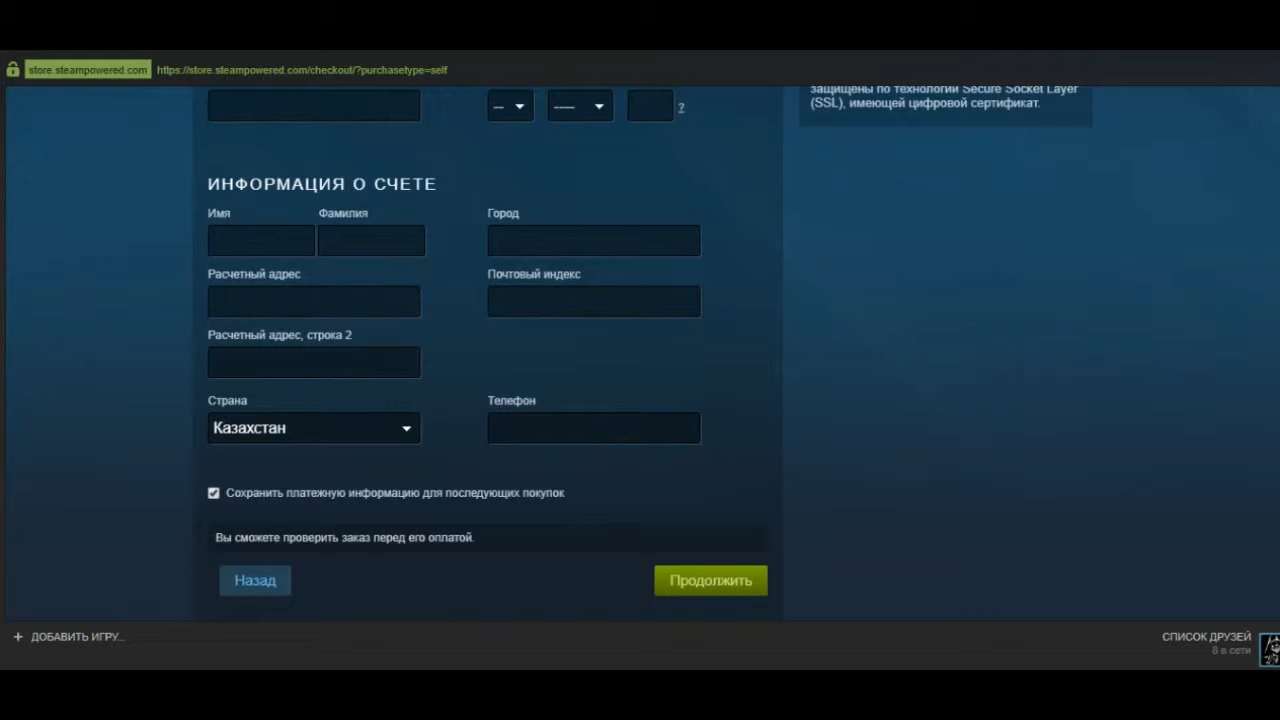 store.steampowered.com https://store.steampowered.com/checkout/?purchasetype=self
защищены по технологии Secure Socket Layer
(SSL), имеющей цифровой сертификат.
-- ---- ?
ИНФОРМАЦИЯ О СЧЕТЕ
Имя Фамилия Город
Расчетный адрес Почтовый индекс
Расчетный адрес, строка 2
Страна Телефон
Казахстан
Сохранить платежную информацию для последующих покупок
Вы сможете проверить заказ перед его оплатой.
Назад Продолжить
+ ДОБАВИТЬ ИГРУ... СПИСОК ДРУЗЕЙ
8 в сети